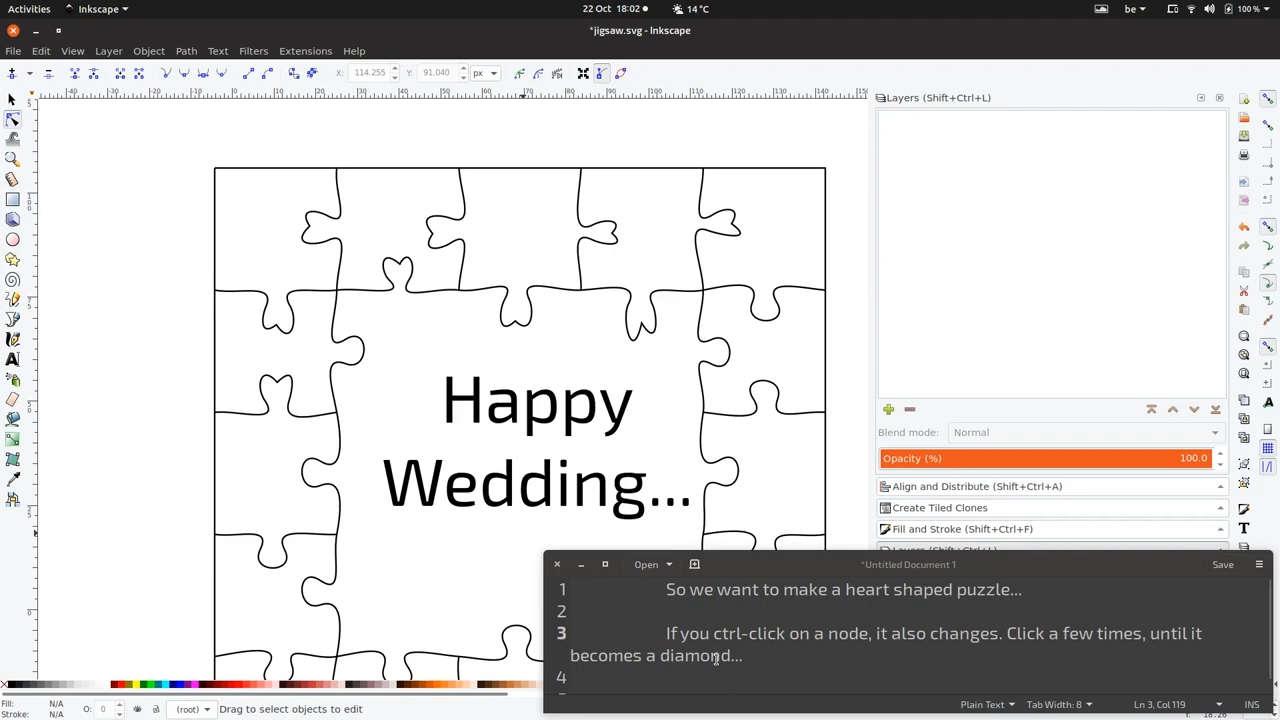 Activities Inkscape 22 Oct 18:02 14 °C be 100 %
*jigsaw.svg - Inkscape
File Edit View Layer Object Path Text Filters Extensions Help
X: 114.255 Y: 91.040 px
Layers (Shift+Ctrl+L)
Happy
Wedding...
Blend mode: Normal
Opacity (%) 100.0
Align and Distribute (Shift+Ctrl+A)
Create Tiled Clones
Fill and Stroke (Shift+Ctrl+F)
Layers (Shift+Ctrl+L)
Open *Untitled Document 1 Save
1 So we want to make a heart shaped puzzle...
2
3 If you ctrl-click on a node, it also changes. Click a few times, until it
becomes a diamond...
4
Plain Text Tab Width: 8 Ln 3, Col 119 INS
Fill: N/A
Stroke: N/A
O: 0 (root) Drag to select objects to edit